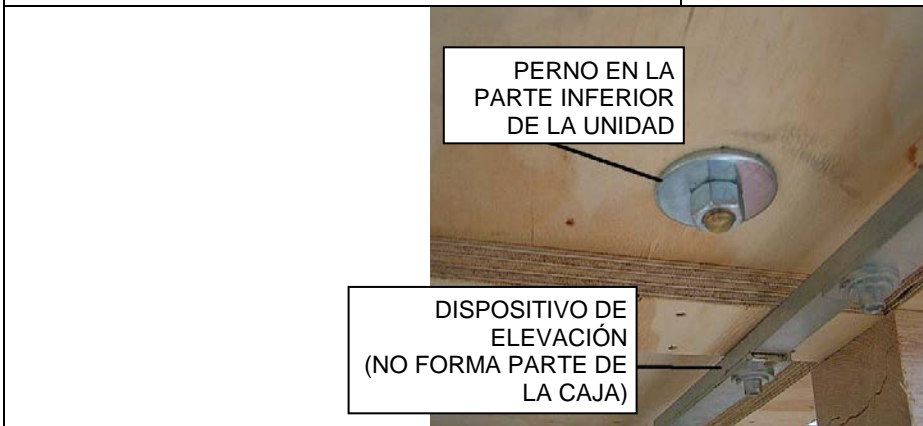 PERNO EN LA
PARTE INFERIOR
DE LA UNIDAD
DISPOSITIVO DE
ELEVACIÓN
(NO FORMA PARTE DE
LA CAJA)